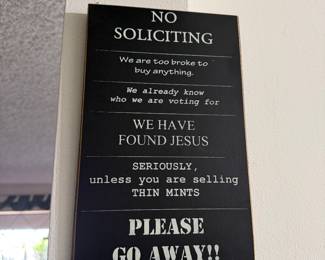 NO
SOLICITING
We are too broke to
buy anything.
We already know
who we are voting for
WE HAVE
FOUND JESUS
SERIOUSLY,
unless you are selling
THIN MINTS
PLEASE
GO AWAY!!